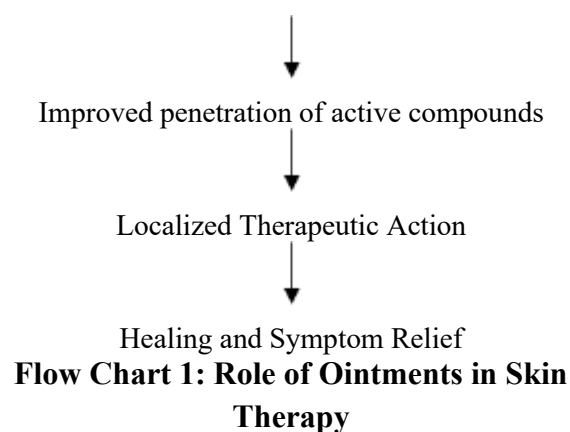 Improved penetration of active compounds
Localized Therapeutic Action
Healing and Symptom Relief
Flow Chart 1: Role of Ointments in Skin
Therapy